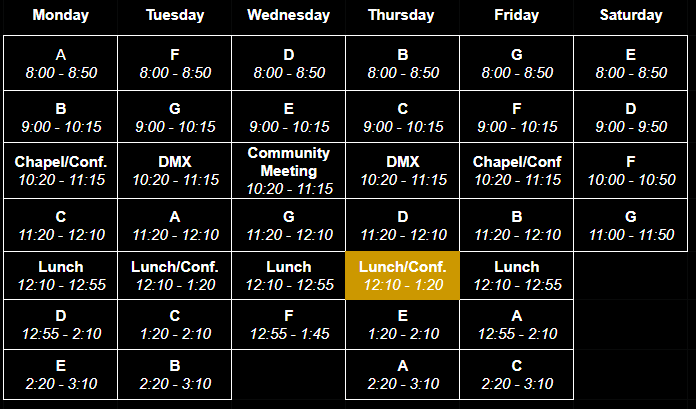 Monday Tuesday Wednesday Thursday Friday Saturday
A F D B G E
8:00 - 8:50 8:00 - 8:50 8:00 - 8:50 8:00 - 8:50 8:00 - 8:50 8:00 - 8:50
B G E C F D
9:00 - 10:15 9:00 - 10:15 9:00 - 10:15 9:00 - 10:15 9:00 - 10:15 9:00 - 9:50
Chapel/Conf. DMX Community Meeting DMX Chapel/Conf F
10:20 - 11:15 10:20 - 11:15 10:20 - 11:15 10:20 - 11:15 10:20 - 11:15 10:00 - 10:50
C A G D B G
11:20 - 12:10 11:20 - 12:10 11:20 - 12:10 11:20 - 12:10 11:20 - 12:10 11:00 - 11:50
Lunch Lunch/Conf. Lunch Lunch/Conf. Lunch
12:10 - 12:55 12:10 - 1:20 12:10 - 12:55 12:10 - 1:20 12:10 - 12:55
D C F E A
12:55 - 2:10 1:20 - 2:10 12:55 - 1:45 1:20 - 2:10 12:55 - 2:10
E B A C
2:20 - 3:10 2:20 - 3:10 2:20 - 3:10 2:20 - 3:10